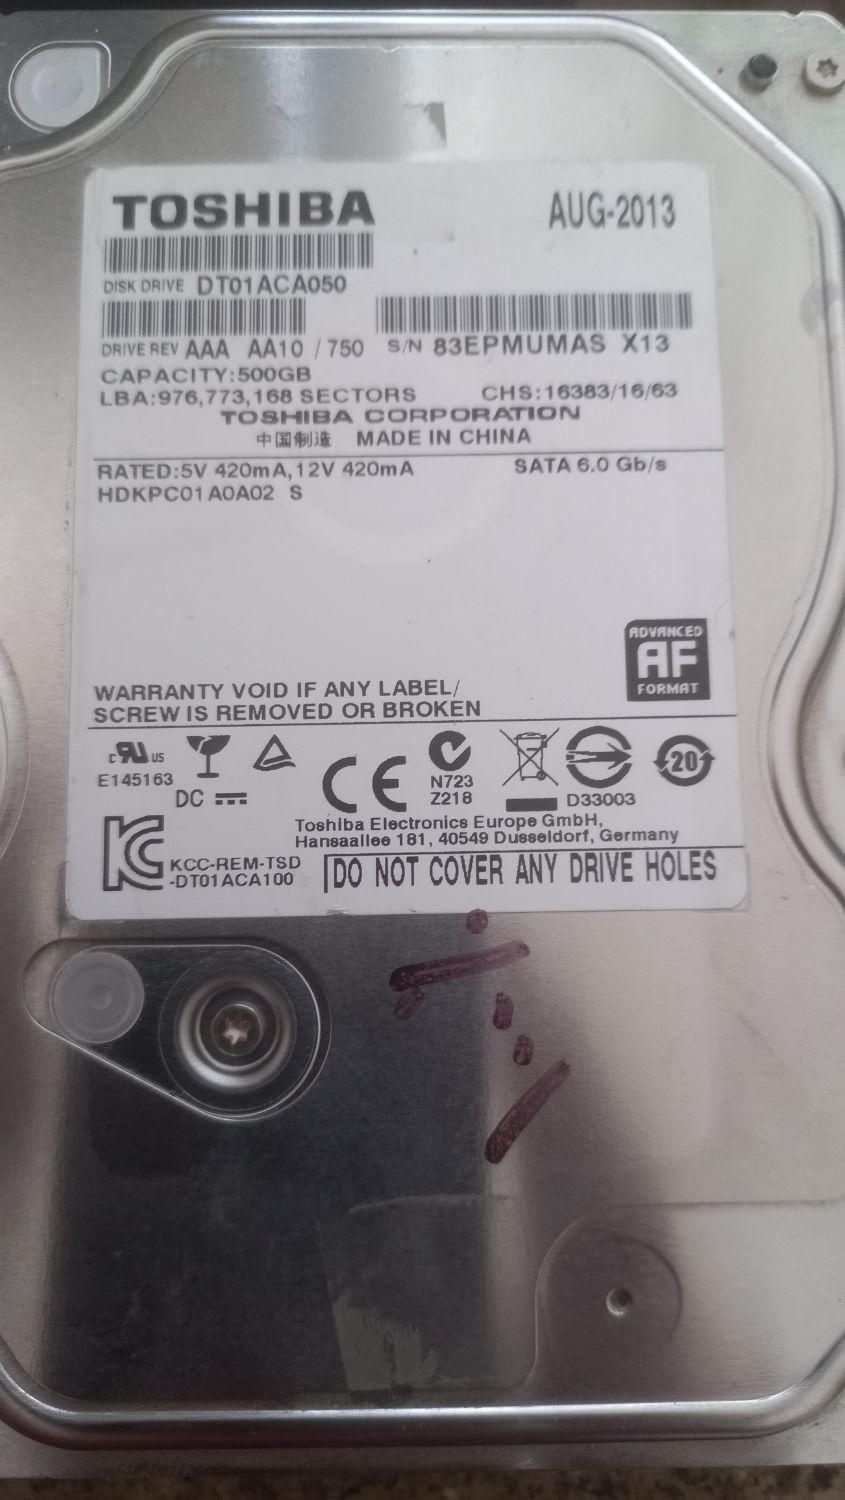 TOSHIBA AUG-2013
DISK DRIVE DT01ACA050
DRIVE REV AAA AA10 / 750 S/N 83EPMUMAS X13
CAPACITY:500GB
LBA:976,773,168 SECTORS CHS:16383/16/63
TOSHIBA CORPORATION
中国制造 MADE IN CHINA
RATED:5V 420mA,12V 420mA SATA 6.0 Gb/s
HDKPC01A0A02 S
ADVANCED
AF
FORMAT
WARRANTY VOID IF ANY LABEL/
SCREW IS REMOVED OR BROKEN
c RU US
E145163
DC
CE
N723
Z218
D33003
20
Toshiba Electronics Europe GmbH,
Hansaallee 181, 40549 Dusseldorf, Germany
KC
KCC-REM-TSD
-DT01ACA100
DO NOT COVER ANY DRIVE HOLES